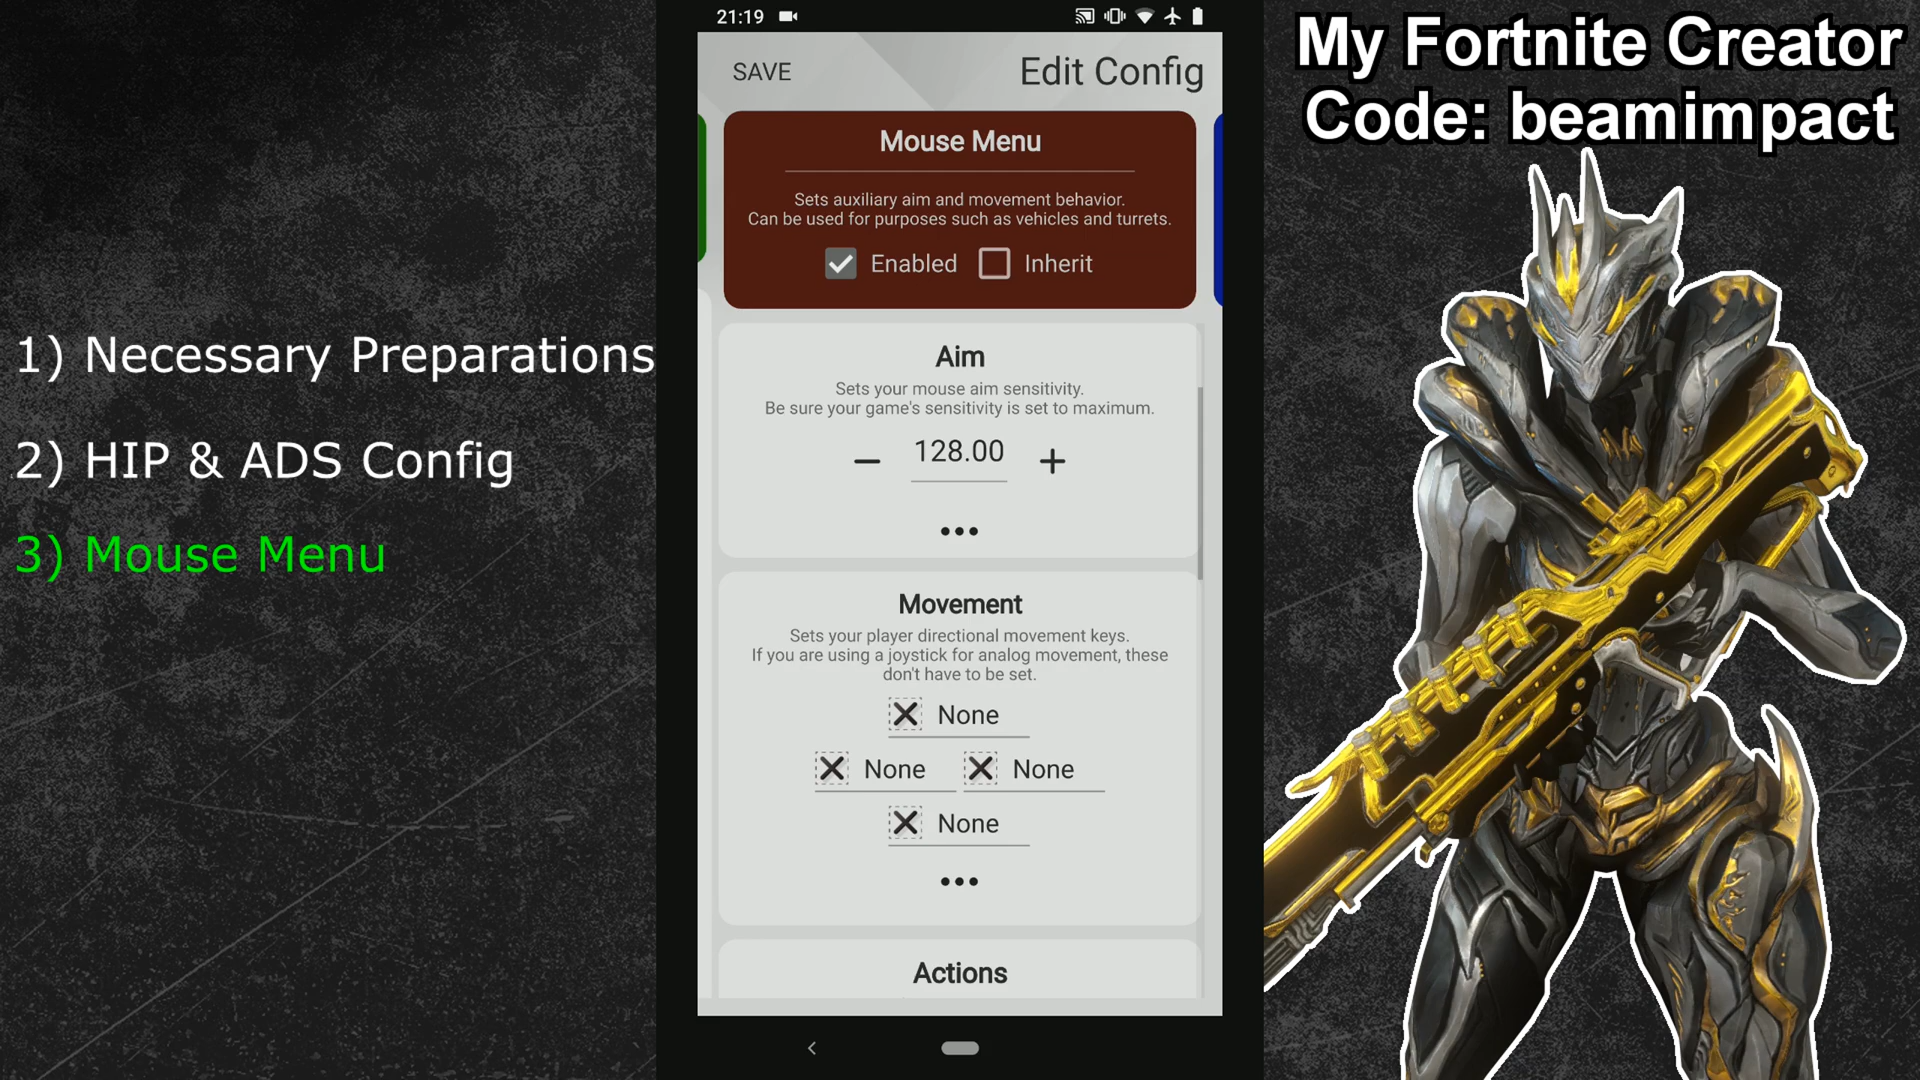 21:19
SAVE
Edit Config
Mouse Menu
Sets auxiliary aim and movement behavior.
Can be used for purposes such as vehicles and turrets.
Enabled
Inherit
Aim
Sets your mouse aim sensitivity.
Be sure your game's sensitivity is set to maximum.
− 128.00 +
•••
Movement
Sets your player directional movement keys.
If you are using a joystick for analog movement, these
don't have to be set.
None
None None
None
•••
Actions
1) Necessary Preparations
2) HIP & ADS Config
3) Mouse Menu
My Fortnite Creator
Code: beamimpact